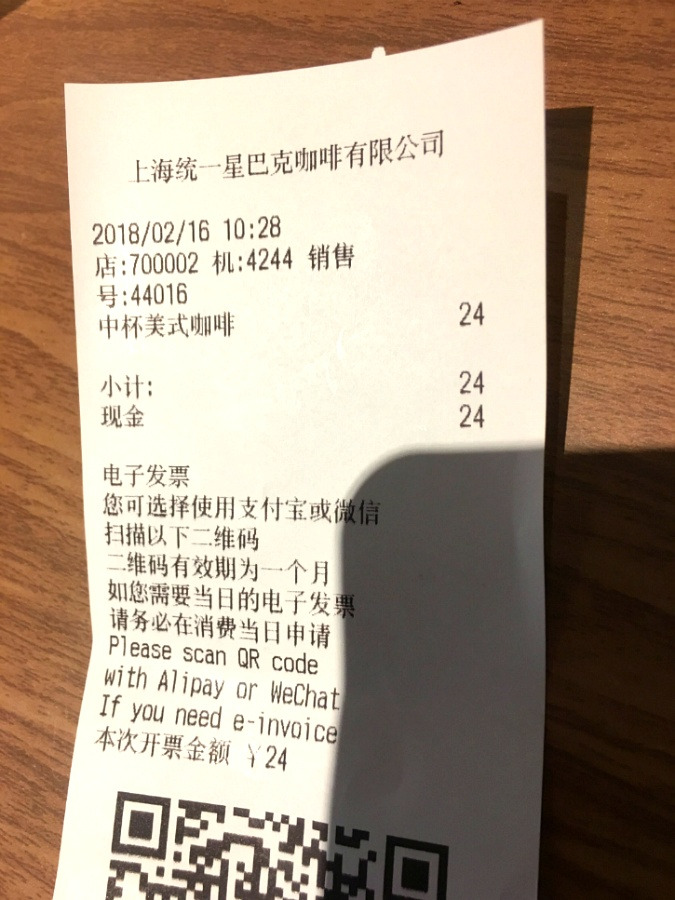 上海统一星巴克咖啡有限公司
2018/02/16 10:28
店:700002 机:4244 销售
号:44016
中杯美式咖啡 24
小计: 24
现金 24
电子发票
您可选择使用支付宝或微信
扫描以下二维码
二维码有效期为一个月
如您需要当日的电子发票
请务必在消费当日申请
Please scan QR code
with Alipay or WeChat
If you need e-invoice
本次开票金额 ¥24